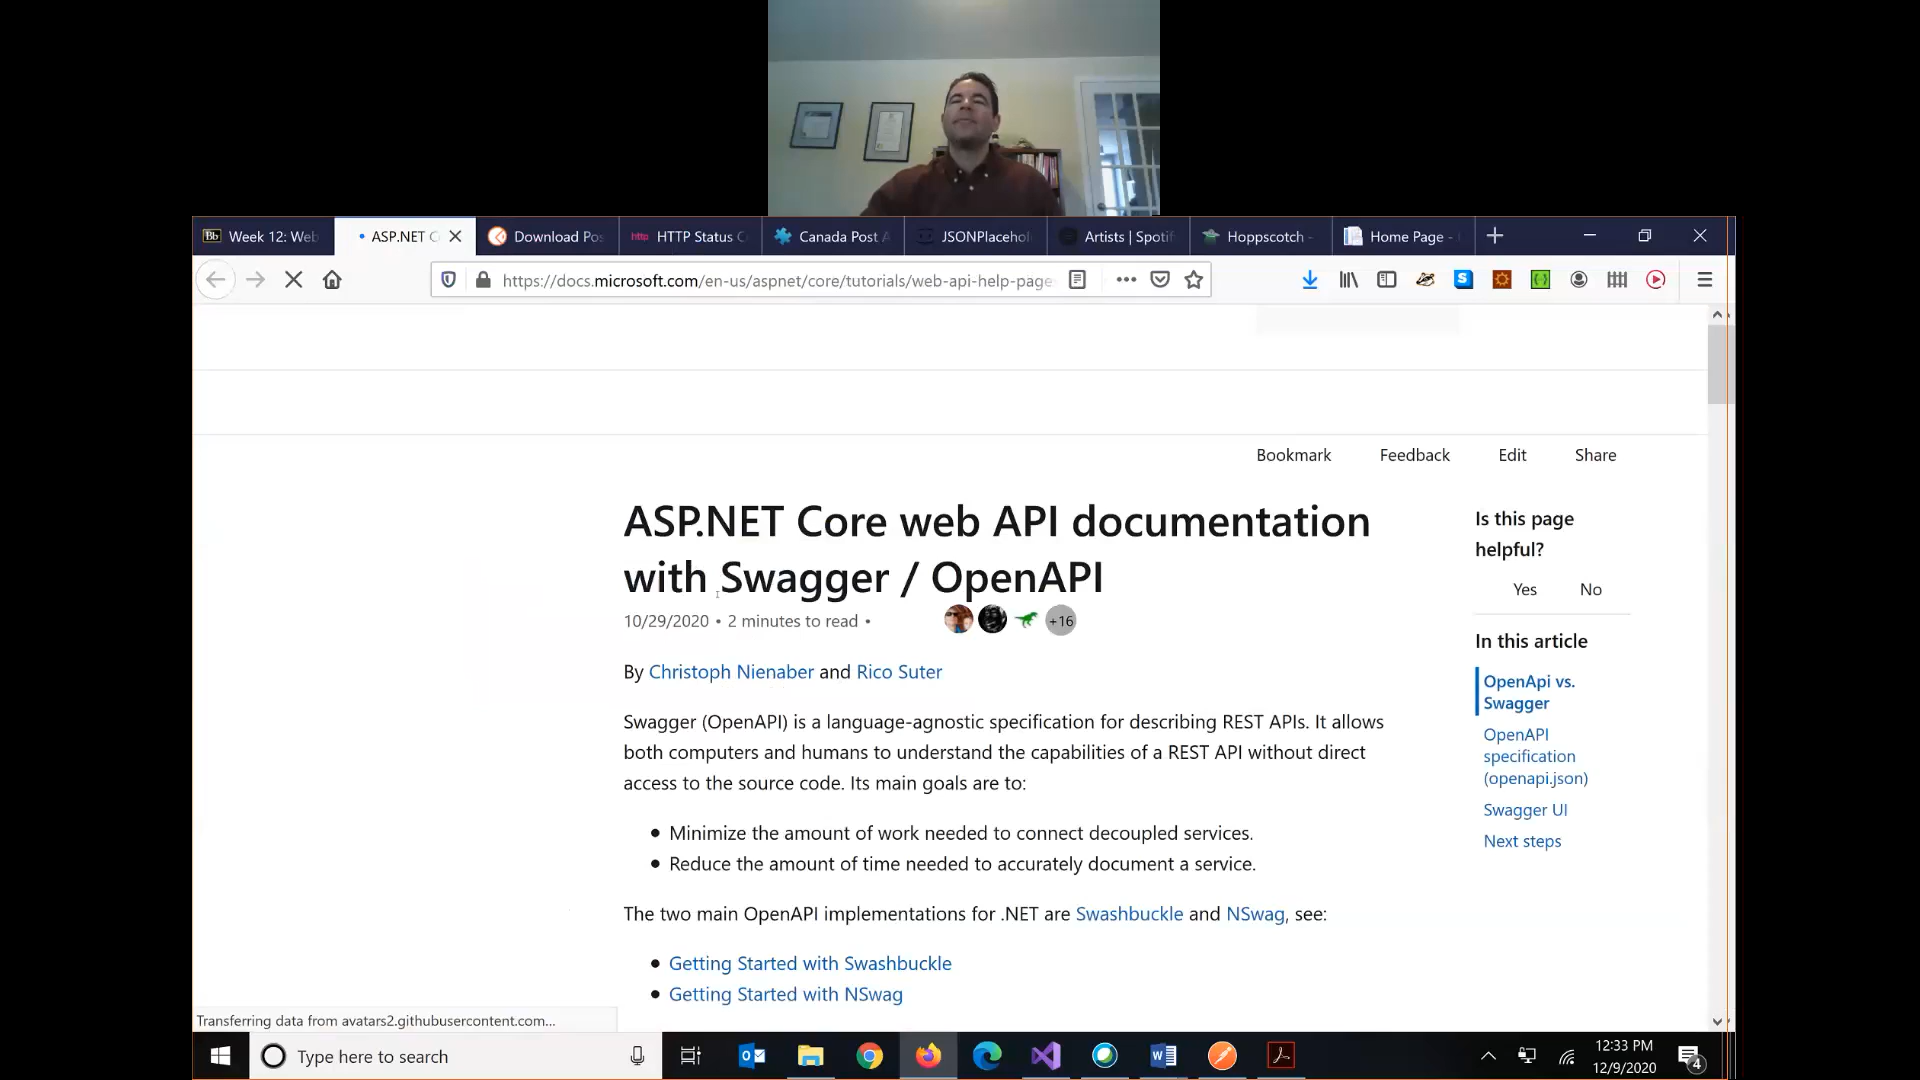 Bb Week 12: Web
ASP.NET C
Download Pos
http HTTP Status C
Canada Post A
JSONPlacehol
Artists | Spotif
Hoppscotch -
Home Page -
https://docs.microsoft.com/en-us/aspnet/core/tutorials/web-api-help-page
Bookmark Feedback Edit Share
ASP.NET Core web API documentation
with Swagger / OpenAPI
10/29/2020 • 2 minutes to read •
+16
By Christoph Nienaber and Rico Suter
Swagger (OpenAPI) is a language-agnostic specification for describing REST APIs. It allows
both computers and humans to understand the capabilities of a REST API without direct
access to the source code. Its main goals are to:
• Minimize the amount of work needed to connect decoupled services.
• Reduce the amount of time needed to accurately document a service.
The two main OpenAPI implementations for .NET are Swashbuckle and NSwag, see:
• Getting Started with Swashbuckle
• Getting Started with NSwag
Is this page
helpful?
Yes No
In this article
OpenApi vs.
Swagger
OpenAPI
specification
(openapi.json)
Swagger UI
Next steps
Transferring data from avatars2.githubusercontent.com...
Type here to search
12:33 PM
12/9/2020
4